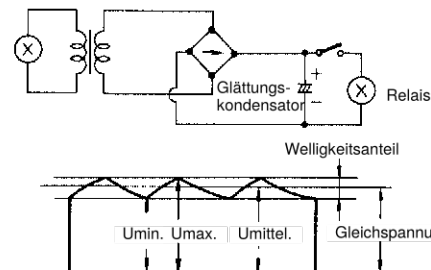 Glättungs-
kondensator
+
−
Relais
Welligkeitsanteil
Umin. Umax. Umittel. Gleichspannu